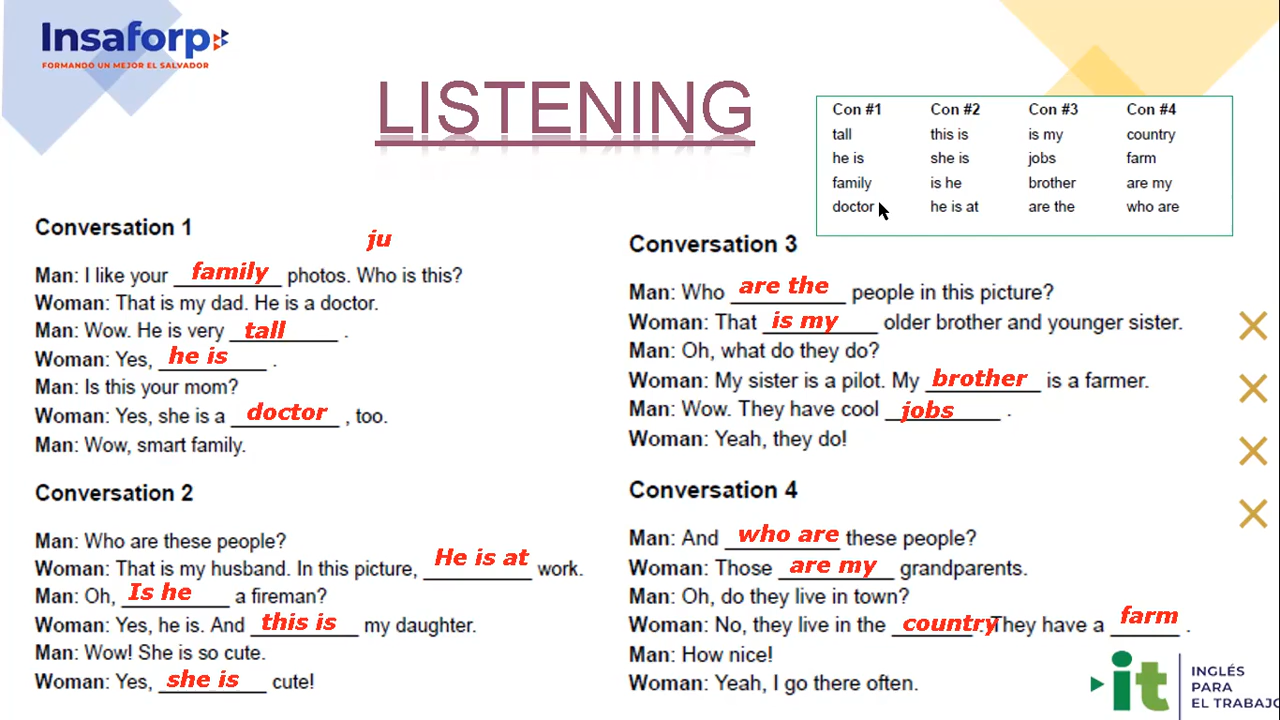 Insaforp
FORMANDO UN MEJOR EL SALVADOR
LISTENING
Con #1 Con #2 Con #3 Con #4
tall this is is my country
he is she is jobs farm
family is he brother are my
doctor he is at are the who are
Conversation 1
ju
Man: I like your family photos. Who is this?
Woman: That is my dad. He is a doctor.
Man: Wow. He is very tall .
Woman: Yes, he is .
Man: Is this your mom?
Woman: Yes, she is a doctor , too.
Man: Wow, smart family.
Conversation 2
Man: Who are these people?
Woman: That is my husband. In this picture, He is at work.
Man: Oh, Is he a fireman?
Woman: Yes, he is. And this is my daughter.
Man: Wow! She is so cute.
Woman: Yes, she is cute!
Conversation 3
Man: Who are the people in this picture?
Woman: That is my older brother and younger sister.
Man: Oh, what do they do?
Woman: My sister is a pilot. My brother is a farmer.
Man: Wow. They have cool jobs .
Woman: Yeah, they do!
Conversation 4
Man: And who are these people?
Woman: Those are my grandparents.
Man: Oh, do they live in town?
Woman: No, they live in the country. They have a farm .
Man: How nice!
Woman: Yeah, I go there often.
it
INGLÉS
PARA
EL TRABAJO